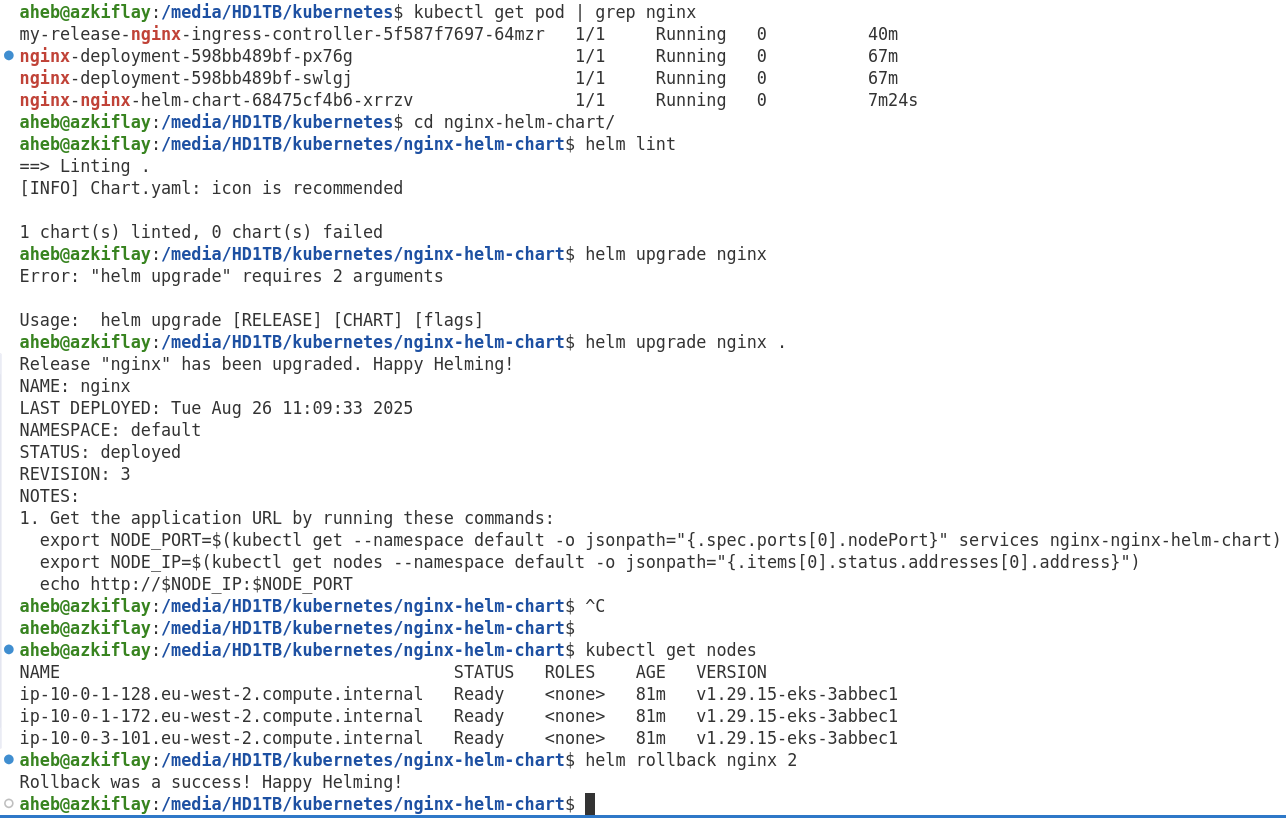 aheb@azkiflay:/media/HD1TB/kubernetes$ kubectl get pod | grep nginx
my-release-nginx-ingress-controller-5f587f7697-64mzr   1/1     Running   0          40m
nginx-deployment-598bb489bf-px76g                      1/1     Running   0          67m
nginx-deployment-598bb489bf-swlgj                      1/1     Running   0          67m
nginx-nginx-helm-chart-68475cf4b6-xrrzv                1/1     Running   0          7m24s
aheb@azkiflay:/media/HD1TB/kubernetes$ cd nginx-helm-chart/
aheb@azkiflay:/media/HD1TB/kubernetes/nginx-helm-chart$ helm lint
==> Linting .
[INFO] Chart.yaml: icon is recommended

1 chart(s) linted, 0 chart(s) failed
aheb@azkiflay:/media/HD1TB/kubernetes/nginx-helm-chart$ helm upgrade nginx
Error: "helm upgrade" requires 2 arguments

Usage:  helm upgrade [RELEASE] [CHART] [flags]
aheb@azkiflay:/media/HD1TB/kubernetes/nginx-helm-chart$ helm upgrade nginx .
Release "nginx" has been upgraded. Happy Helming!
NAME: nginx
LAST DEPLOYED: Tue Aug 26 11:09:33 2025
NAMESPACE: default
STATUS: deployed
REVISION: 3
NOTES:
1. Get the application URL by running these commands:
  export NODE_PORT=$(kubectl get --namespace default -o jsonpath="{.spec.ports[0].nodePort}" services nginx-nginx-helm-chart)
  export NODE_IP=$(kubectl get nodes --namespace default -o jsonpath="{.items[0].status.addresses[0].address}")
  echo http://$NODE_IP:$NODE_PORT
aheb@azkiflay:/media/HD1TB/kubernetes/nginx-helm-chart$ ^C
aheb@azkiflay:/media/HD1TB/kubernetes/nginx-helm-chart$
aheb@azkiflay:/media/HD1TB/kubernetes/nginx-helm-chart$ kubectl get nodes
NAME                                       STATUS   ROLES    AGE   VERSION
ip-10-0-1-128.eu-west-2.compute.internal   Ready    <none>   81m   v1.29.15-eks-3abbec1
ip-10-0-1-172.eu-west-2.compute.internal   Ready    <none>   81m   v1.29.15-eks-3abbec1
ip-10-0-3-101.eu-west-2.compute.internal   Ready    <none>   81m   v1.29.15-eks-3abbec1
aheb@azkiflay:/media/HD1TB/kubernetes/nginx-helm-chart$ helm rollback nginx 2
Rollback was a success! Happy Helming!
aheb@azkiflay:/media/HD1TB/kubernetes/nginx-helm-chart$